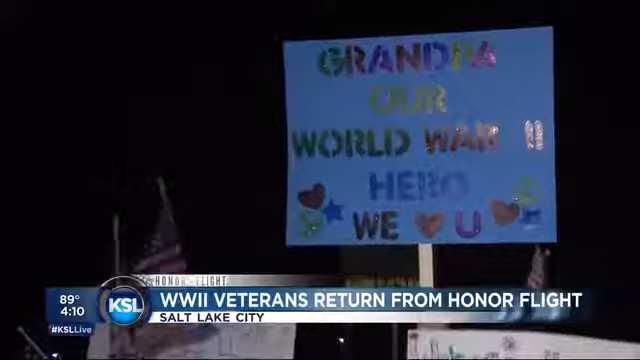 GRANDPA
OUR
WORLD WAR II
HERO
WE U
HONOR FLIGHT
WWII VETERANS RETURN FROM HONOR FLIGHT
SALT LAKE CITY
89°
4:10
#KSLLive
KSL